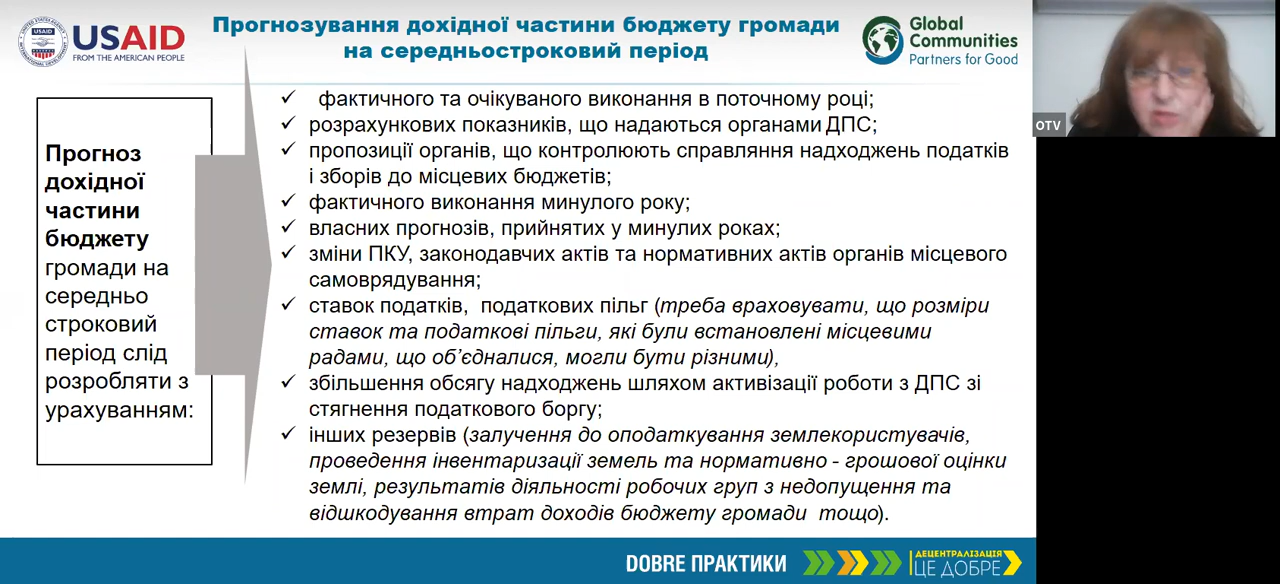 USAID
FROM THE AMERICAN PEOPLE
Прогнозування дохідної частини бюджету громади
на середньостроковий період
Global
Communities
Partners for Good
OTV
Прогноз
дохідної
частини
бюджету
громади на
середньо
строковий
період слід
розробляти з
урахуванням:
✓ фактичного та очікуваного виконання в поточному році;
✓ розрахункових показників, що надаються органами ДПС;
✓ пропозиції органів, що контролюють справляння надходжень податків
і зборів до місцевих бюджетів;
✓ фактичного виконання минулого року;
✓ власних прогнозів, прийнятих у минулих роках;
✓ зміни ПКУ, законодавчих актів та нормативних актів органів місцевого
самоврядування;
✓ ставок податків, податкових пільг (треба враховувати, що розміри
ставок та податкові пільги, які були встановлені місцевими
радами, що об’єдналися, могли бути різними),
✓ збільшення обсягу надходжень шляхом активізації роботи з ДПС зі
стягнення податкового боргу;
✓ інших резервів (залучення до оподаткування землекористувачів,
проведення інвентаризації земель та нормативно - грошової оцінки
землі, результатів діяльності робочих груп з недопущення та
відшкодування втрат доходів бюджету громади тощо).
DOBRE ПРАКТИКИ
ДЕЦЕНТРАЛІЗАЦІЯ
ЦЕ ДОБРЕ